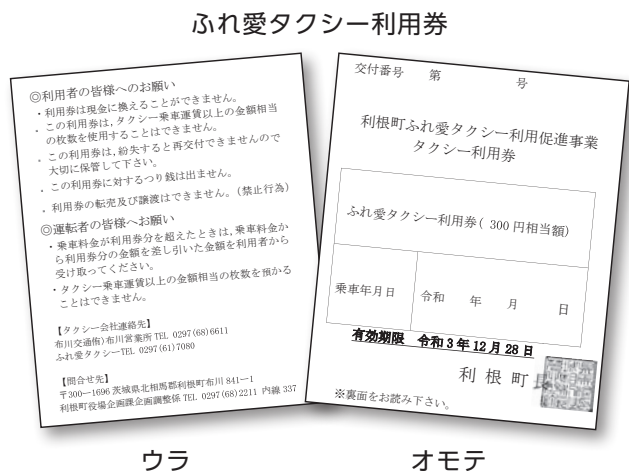 ふれ愛タクシー利用券
◎利用者の皆様へのお願い
・利用券は現金に換えることができません。
・この利用券は,タクシー乗車運賃以上の金額相当
の枚数を使用することはできません。
・この利用券は,紛失すると再交付できませんので
大切に保管して下さい。
・この利用券に対するつり銭は出ません。
・利用券の転売及び譲渡はできません。(禁止行為)
◎運転者の皆様へお願い
・乗車料金が利用券分を超えたときは,乗車料金か
ら利用券分の金額を差し引いた金額を利用者から
受け取ってください。
・タクシー乗車運賃以上の金額相当の枚数を預かる
ことはできません。
【タクシー会社連絡先】
布川交通㈲布川営業所 TEL 0297(68)6611
ふれ愛タクシーTEL 0297(61)7080
【問合せ先】
〒300―1696 茨城県北相馬郡利根町布川 841―1
利根町役場企画課企画調整係 TEL 0297(68)2211 内線 337
ウラ
交付番号 第 号
利根町ふれ愛タクシー利用促進事業
タクシー利用券
ふれ愛タクシー利用券( 300 円相当額)
乗車年月日 令和 年 月 日
有効期限 令和 3 年 12 月 28 日
利 根 町 長
※裏面をお読み下さい。
オモテ